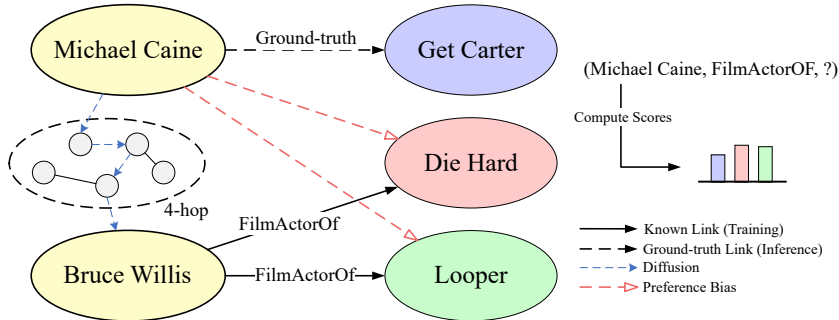 Michael Caine
Ground-truth
Get Carter
(Michael Caine, FilmActorOF, ?)
Compute Scores
Die Hard
4-hop
FilmActorOf
Bruce Willis
FilmActorOf
Looper
Known Link (Training)
Ground-truth Link (Inference)
Diffusion
Preference Bias